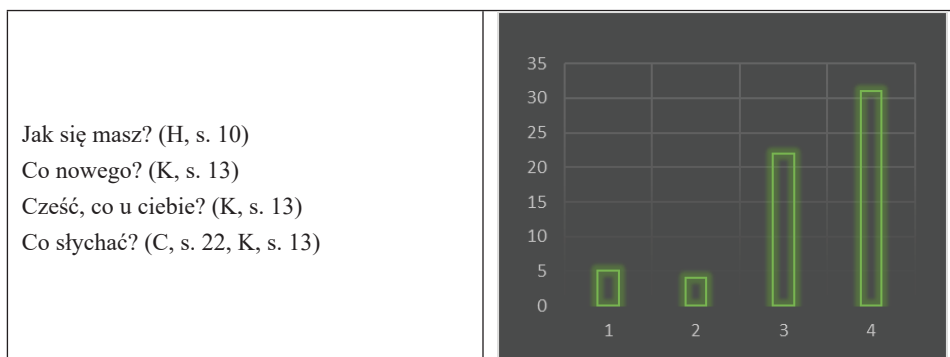 Jak się masz? (H, s. 10)
Co nowego? (K, s. 13)
Cześć, co u ciebie? (K, s. 13)
Co słychać? (C, s. 22, K, s. 13)
35
30
25
20
15
10
5
0
1 2 3 4